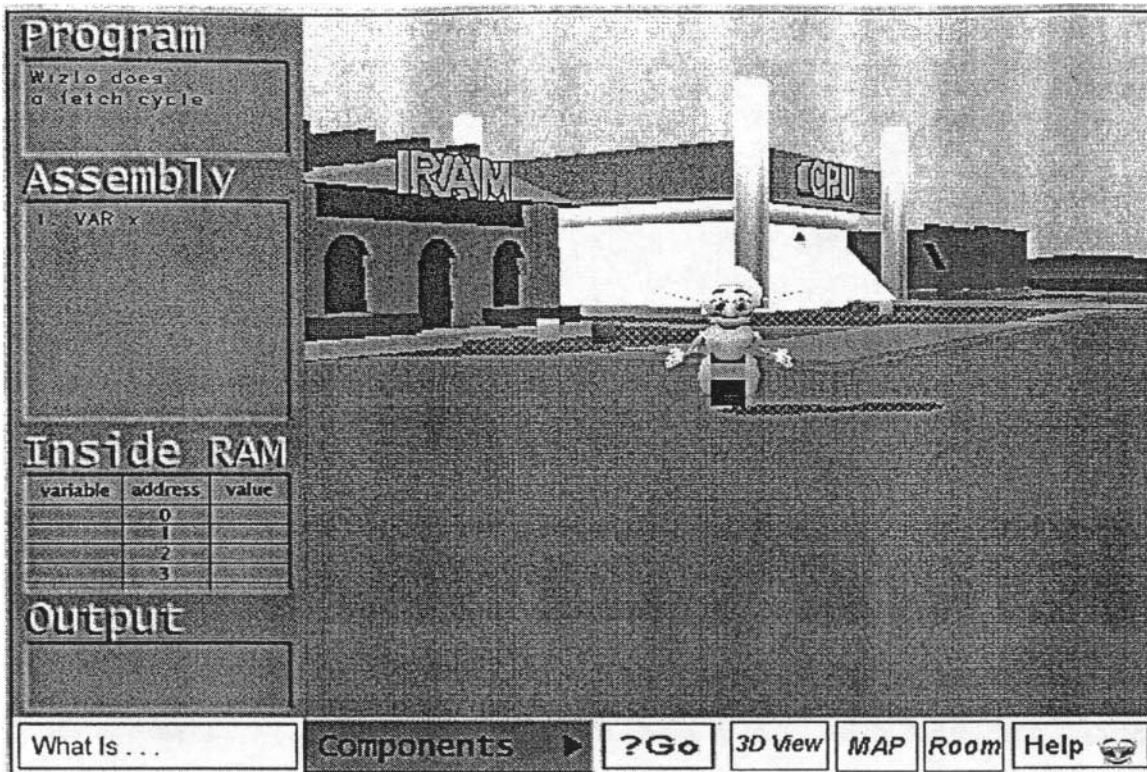 Program
Wizlo does
a fetch cycle
Assembly
1. VAR x
Inside RAM
variable address value
0
1
2
3
Output
RAM
CPU
What Is . . .
Components
?Go
3D View
MAP
Room
Help